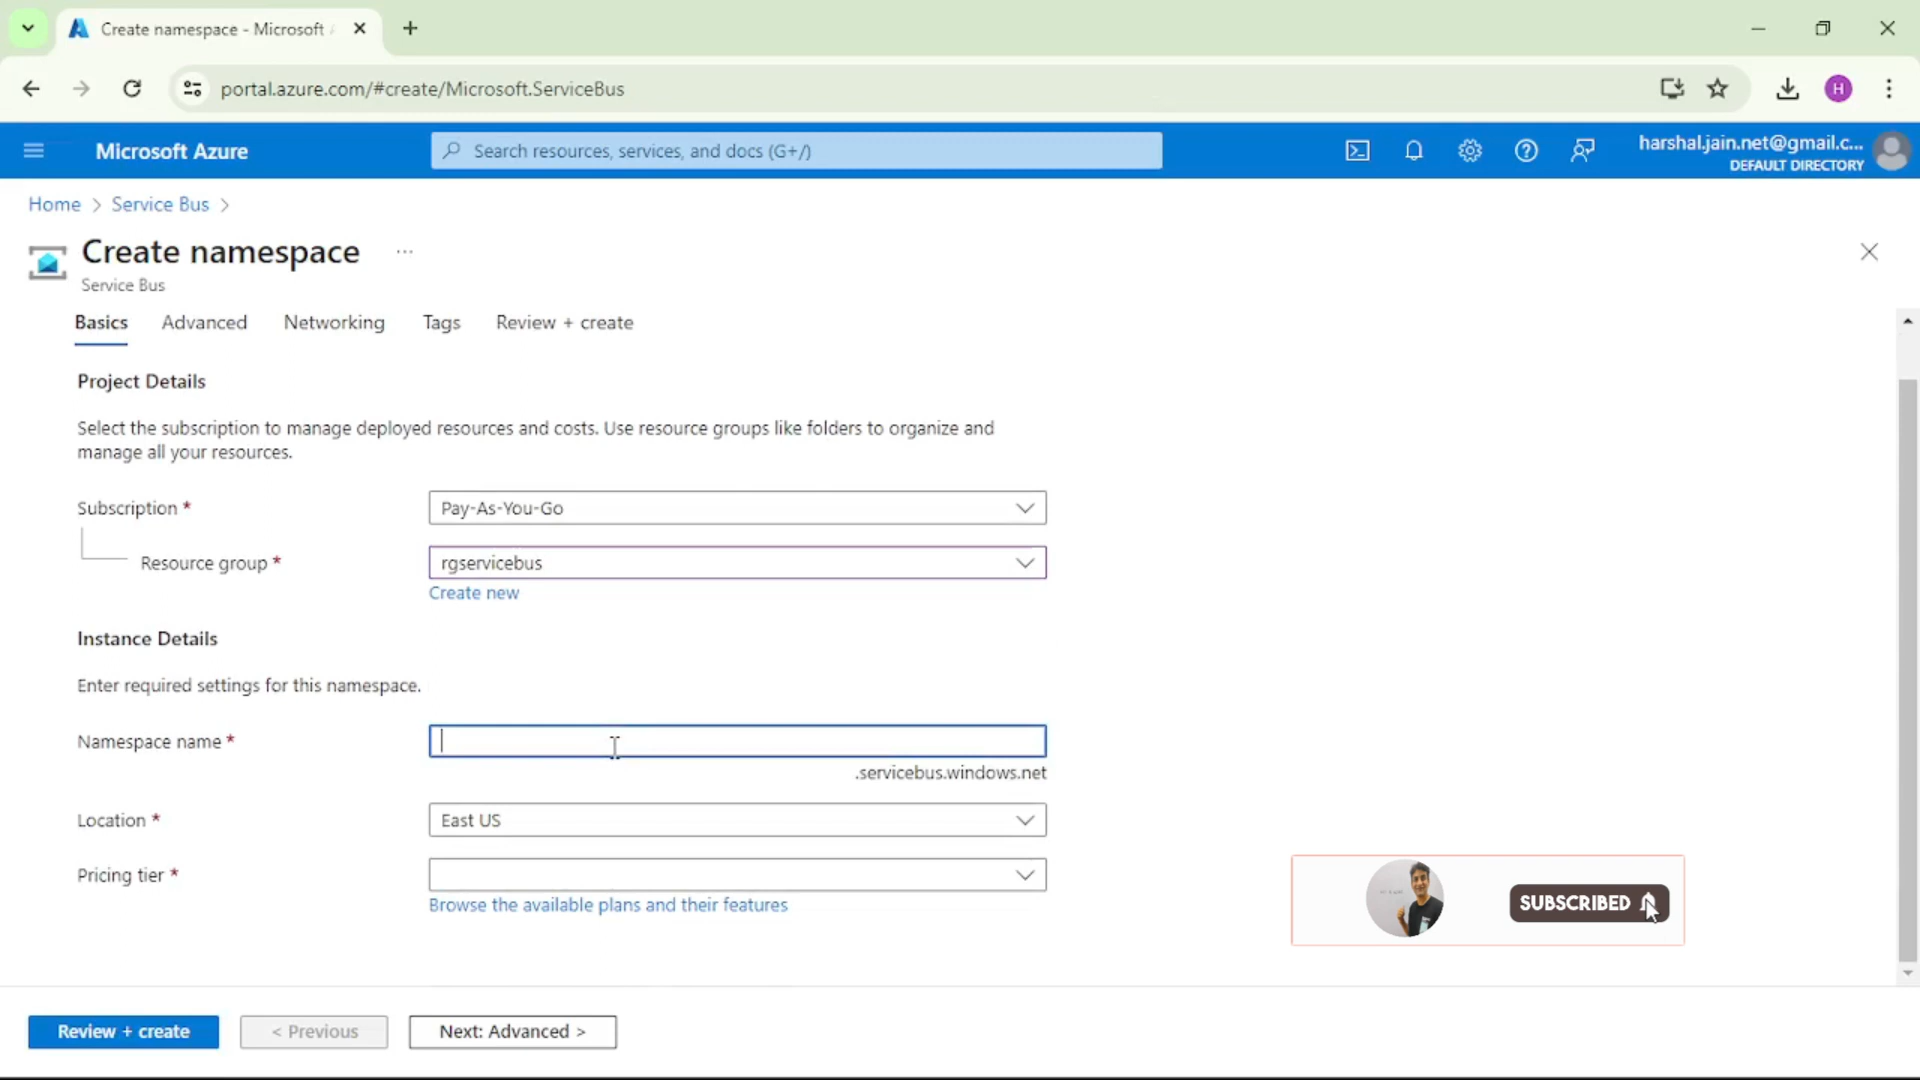 Create namespace - Microsoft
portal.azure.com/#create/Microsoft.ServiceBus
H
Microsoft Azure
Search resources, services, and docs (G+/)
harshal.jain.net@gmail.c...
DEFAULT DIRECTORY
Home > Service Bus >
Create namespace ...
Service Bus
Basics Advanced Networking Tags Review + create
Project Details
Select the subscription to manage deployed resources and costs. Use resource groups like folders to organize and
manage all your resources.
Subscription * Pay-As-You-Go
Resource group * rgservicebus
Create new
Instance Details
Enter required settings for this namespace.
Namespace name *
.servicebus.windows.net
Location * East US
Pricing tier *
Browse the available plans and their features
SUBSCRIBED
Review + create < Previous Next: Advanced >